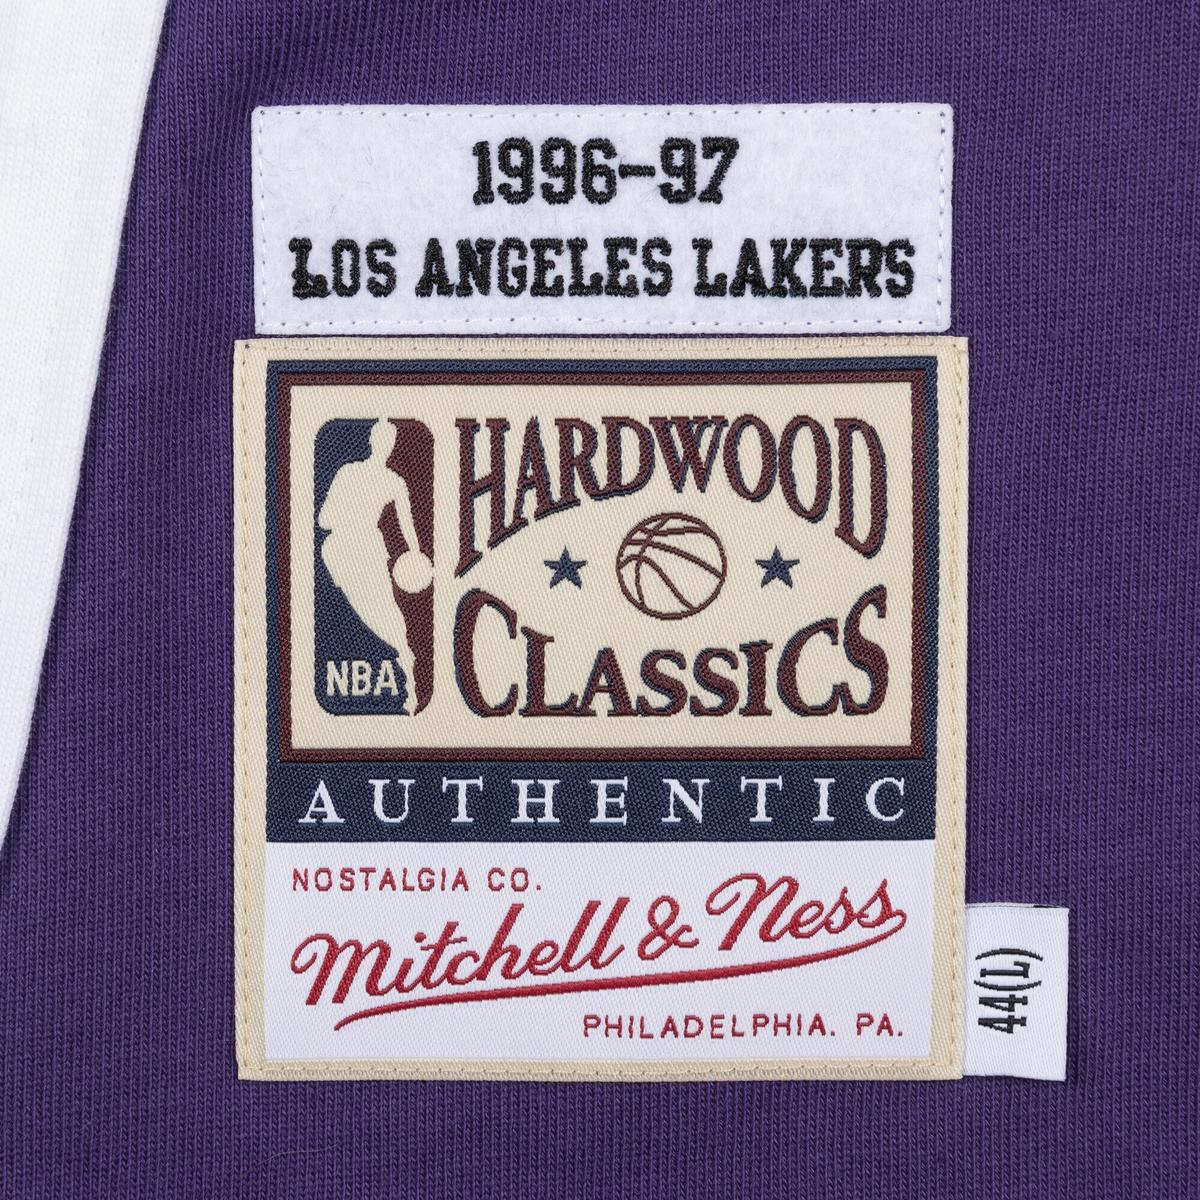 1996-97
LOS ANGELES LAKERS
HARDWOOD
CLASSICS
NBA
AUTHENTIC
NOSTALGIA CO.
Mitchell & Ness
PHILADELPHIA. PA.
44(L)